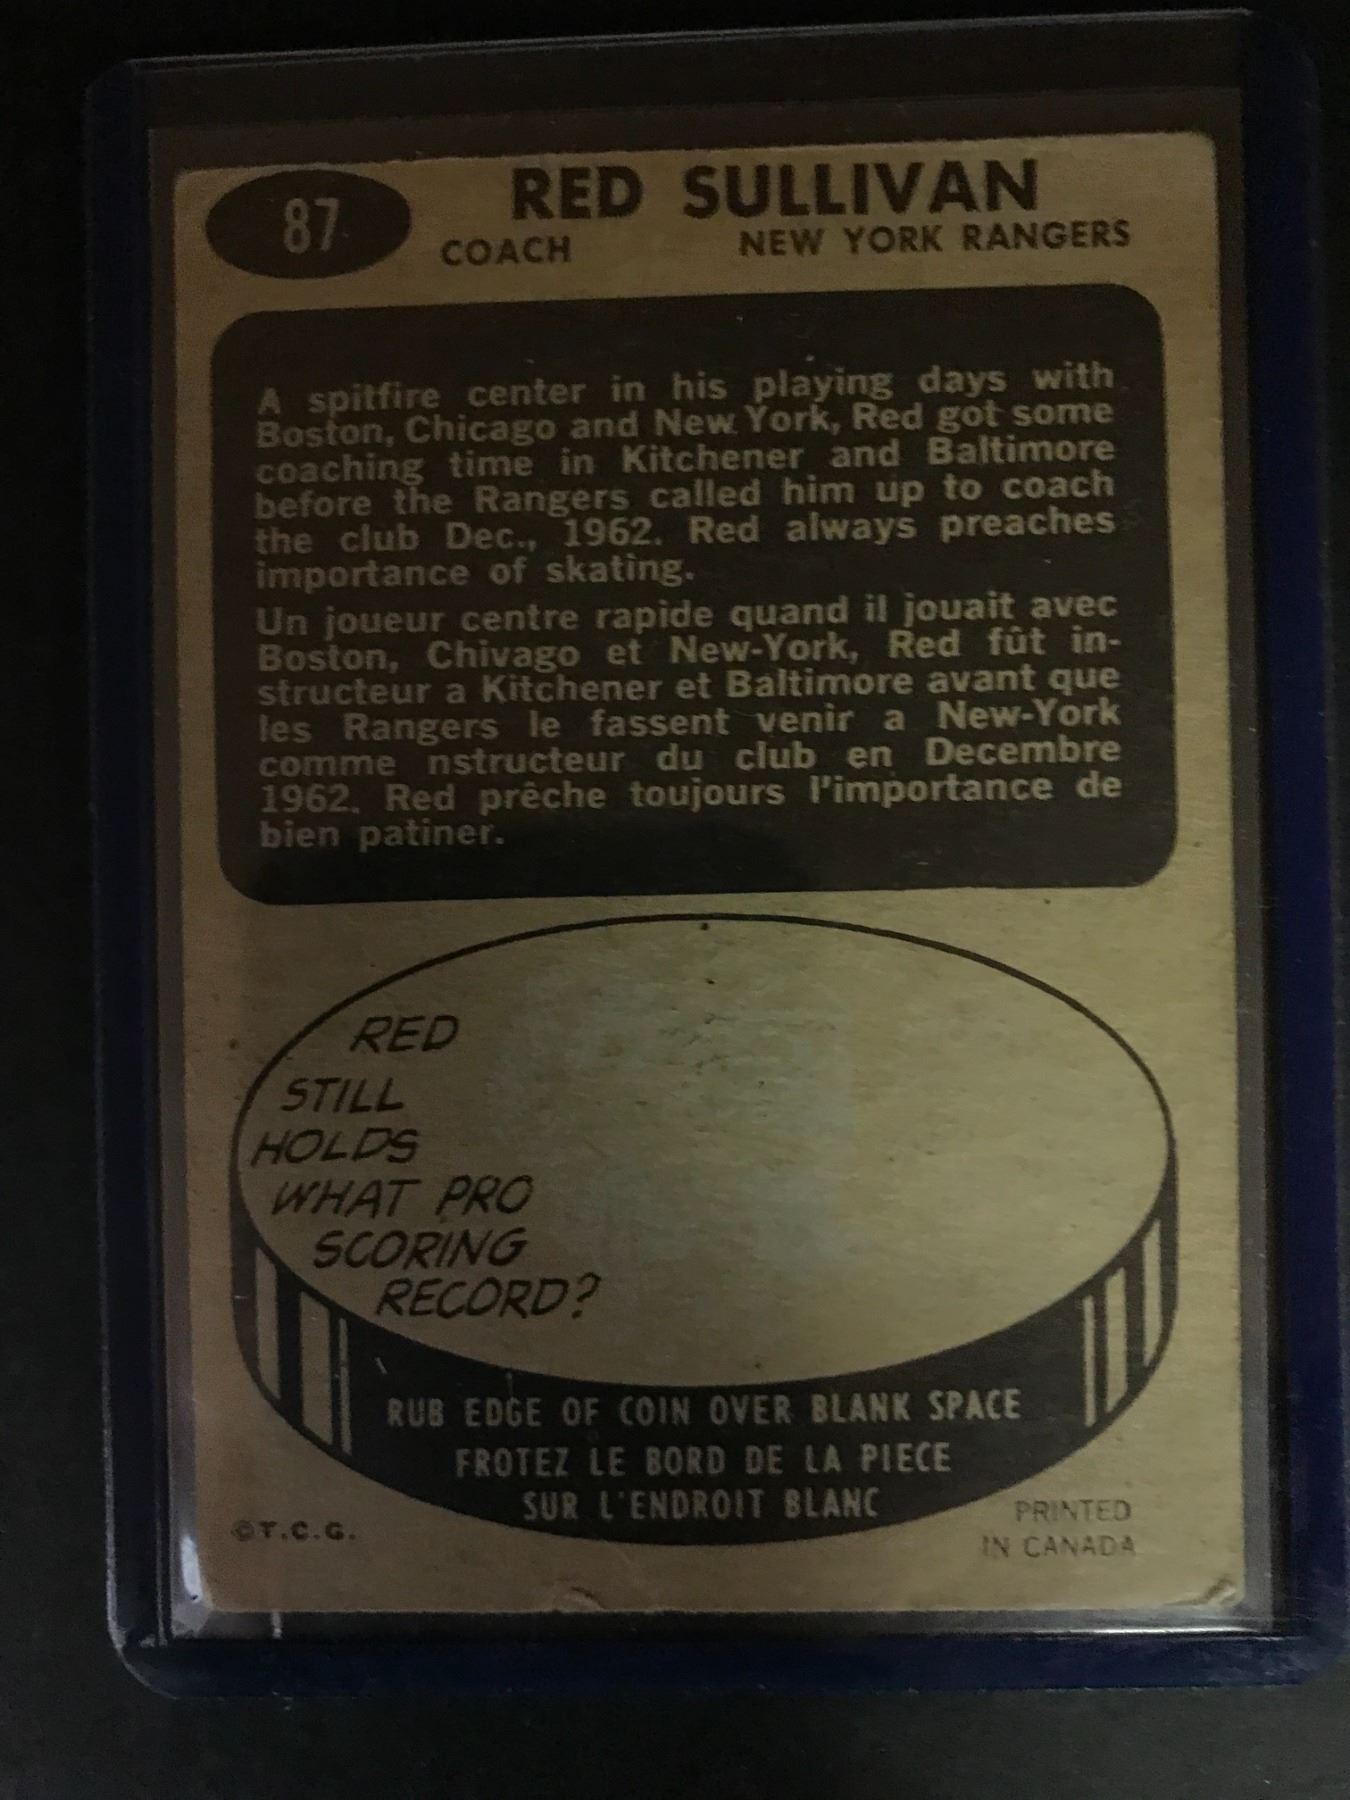 87
RED SULLIVAN
COACH NEW YORK RANGERS
A spitfire center in his playing days with
Boston, Chicago and New York, Red got some
coaching time in Kitchener and Baltimore
before the Rangers called him up to coach
the club Dec., 1962. Red always preaches
importance of skating.
Un joueur centre rapide quand il jouait avec
Boston, Chivago et New-York, Red fût in-
structeur a Kitchener et Baltimore avant que
les Rangers le fassent venir a New-York
comme nstructeur du club en Decembre
1962. Red prêche toujours l'importance de
bien patiner.
RED
STILL
HOLDS
WHAT PRO
SCORING
RECORD?
RUB EDGE OF COIN OVER BLANK SPACE
FROTEZ LE BORD DE LA PIECE
SUR L'ENDROIT BLANC
©T.C.G.
PRINTED
IN CANADA